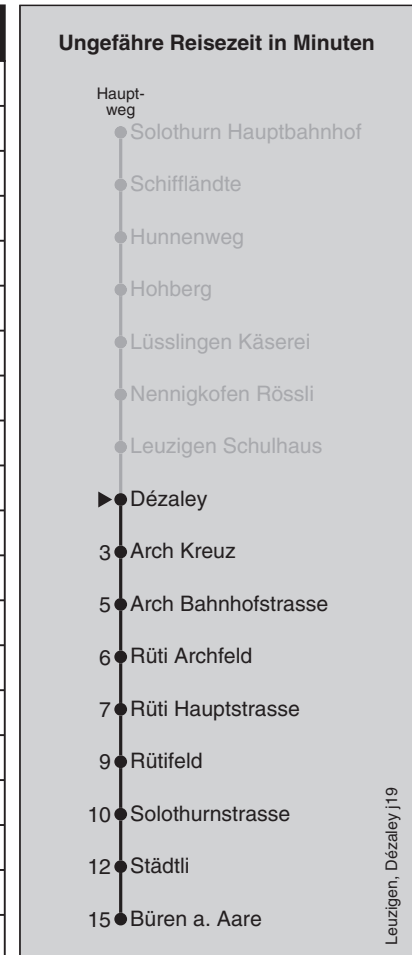 Ungefähre Reisezeit in Minuten
Haupt-
weg
Solothurn Hauptbahnhof
Schiffländte
Hunnenweg
Hohberg
Lüsslingen Käserei
Nennigkofen Rössli
Leuzigen Schulhaus
Dézaley
3 Arch Kreuz
5 Arch Bahnhofstrasse
6 Rüti Archfeld
7 Rüti Hauptstrasse
9 Rütifeld
10 Solothurnstrasse
12 Städtli
15 Büren a. Aare
Leuzigen, Dézaley j19